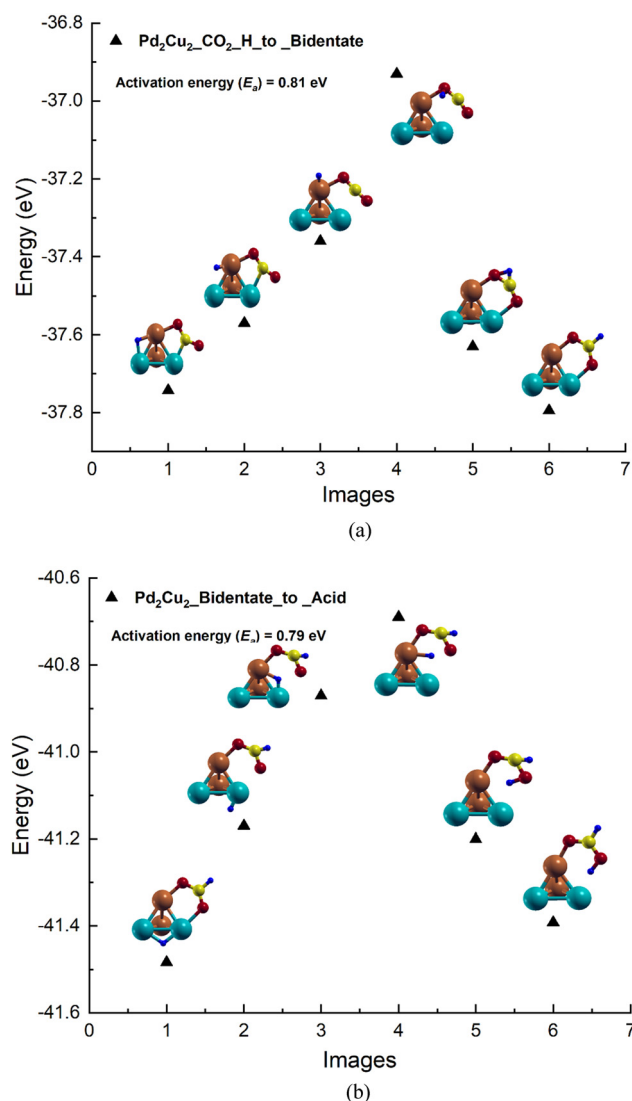 -36.8
▲ Pd₂Cu₂_CO₂_H_to _Bidentate
Activation energy (Eₐ) = 0.81 eV
-37.0
-37.2
-37.4
-37.6
-37.8
Energy (eV)
0 1 2 3 4 5 6 7
Images
(a)
-40.6
▲ Pd₂Cu₂_Bidentate_to _Acid
Activation energy (Eₐ) = 0.79 eV
-40.8
-41.0
-41.2
-41.4
-41.6
Energy (eV)
0 1 2 3 4 5 6 7
Images
(b)